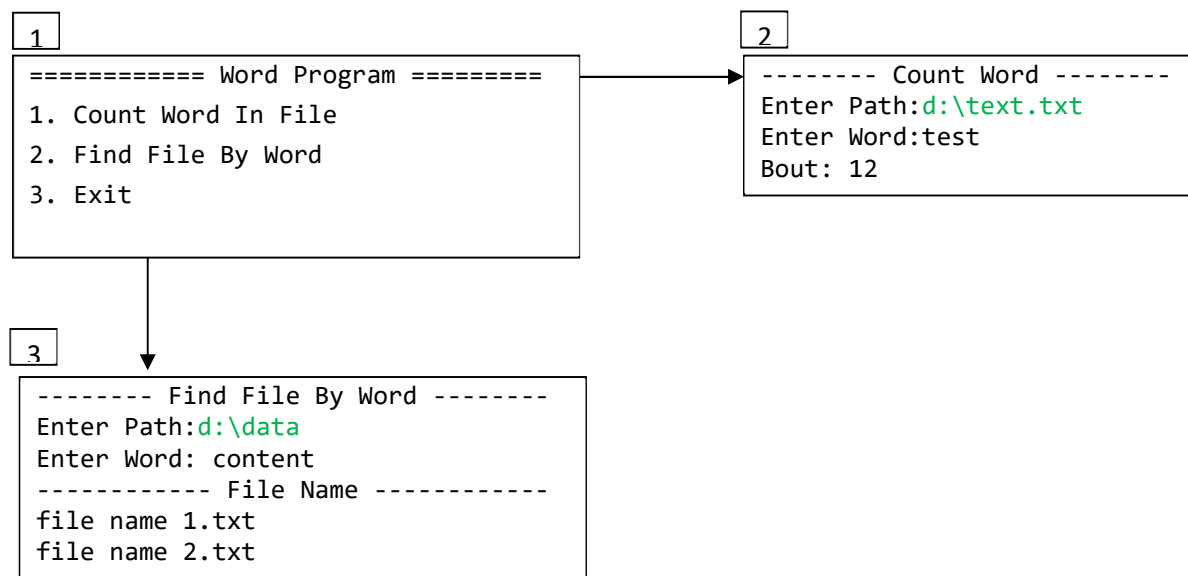 1
============ Word Program =========
1. Count Word In File
2. Find File By Word
3. Exit
2
-------- Count Word --------
Enter Path:d:\text.txt
Enter Word:test
Bout: 12
3
-------- Find File By Word --------
Enter Path:d:\data
Enter Word: content
------------ File Name ------------
file name 1.txt
file name 2.txt